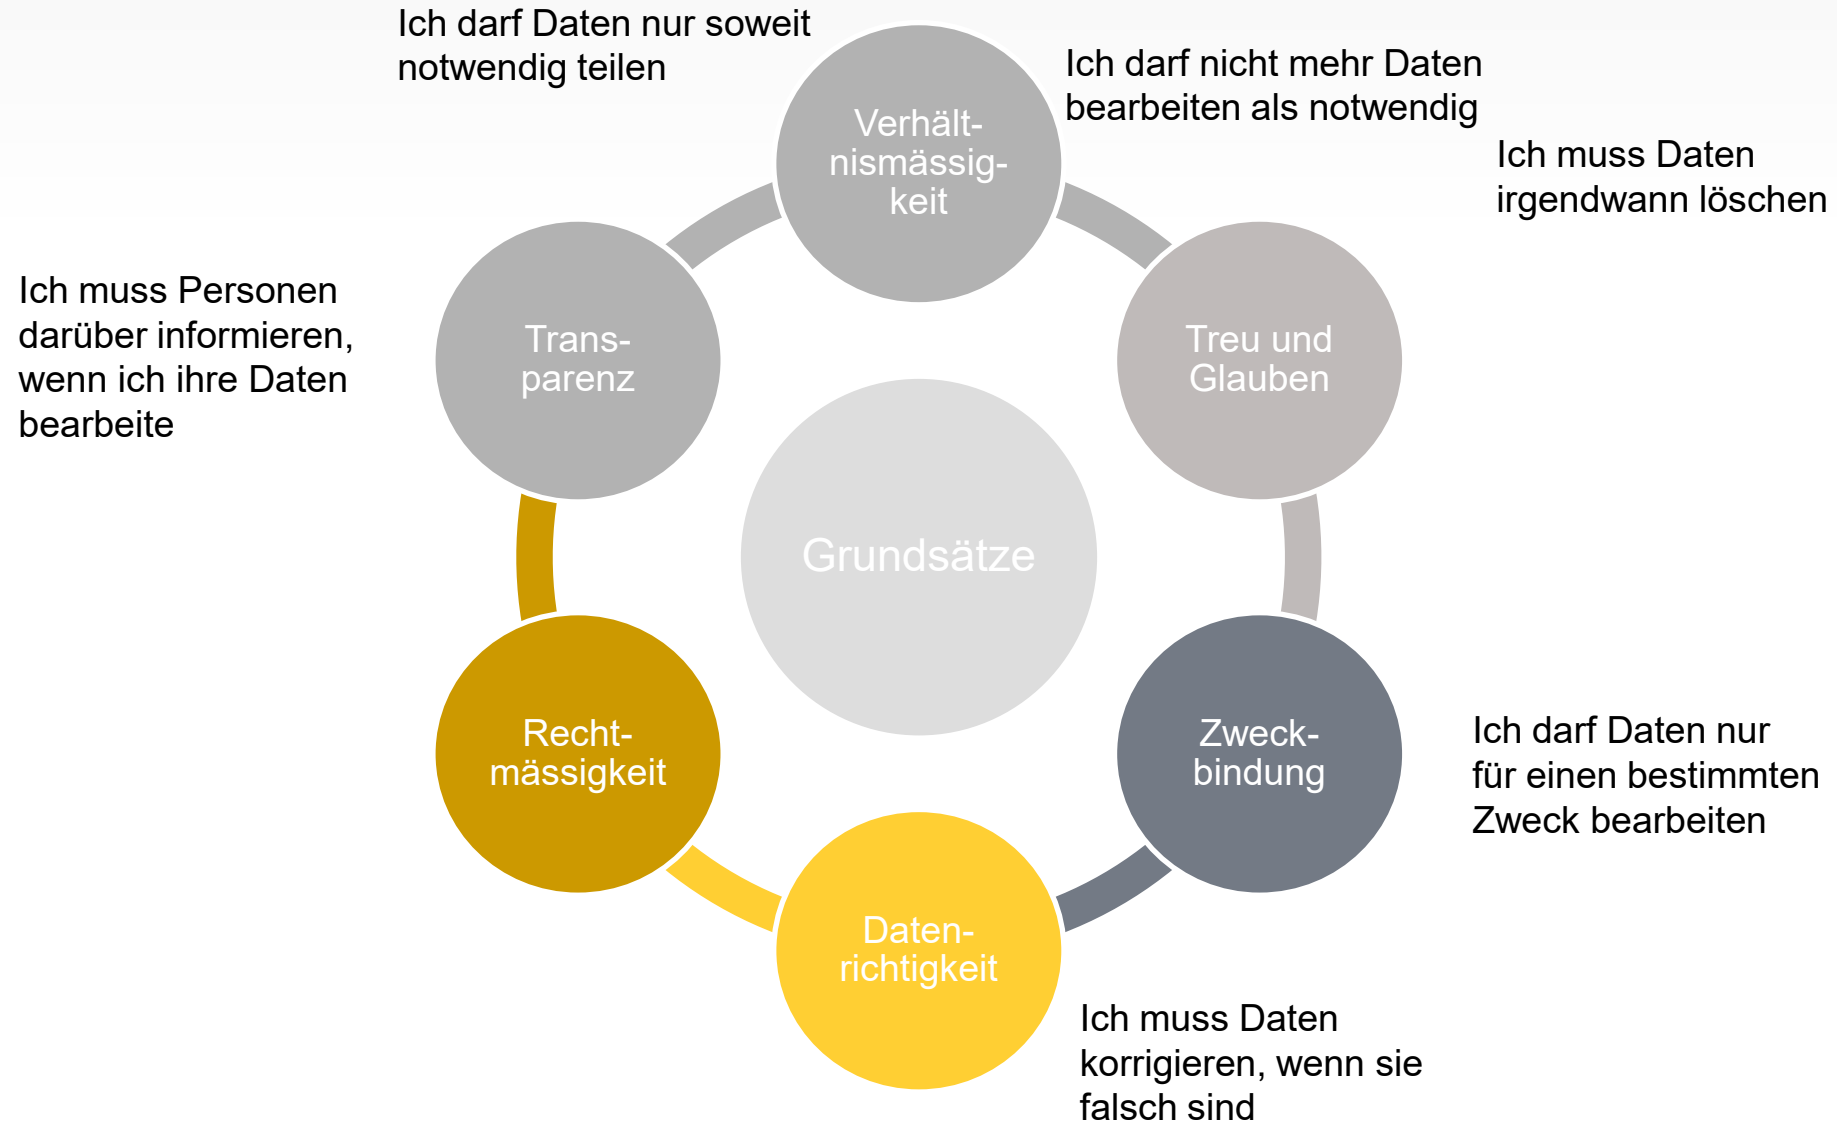 Ich darf Daten nur soweit
notwendig teilen
Verhält-
nismässig-
keit
Ich darf nicht mehr Daten
bearbeiten als notwendig
Ich muss Daten
irgendwann löschen
Ich muss Personen
darüber informieren,
wenn ich ihre Daten
bearbeite
Trans-
parenz
Treu und
Glauben
Grundsätze
Recht-
mässigkeit
Zweck-
bindung
Ich darf Daten nur
für einen bestimmten
Zweck bearbeiten
Daten-
richtigkeit
Ich muss Daten
korrigieren, wenn sie
falsch sind